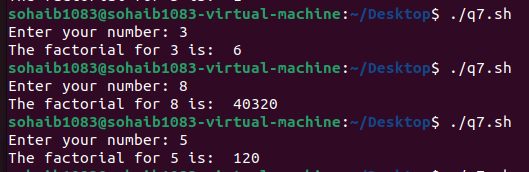 sohaib1083@sohaib1083-virtual-machine:~/Desktop$ ./q7.sh
Enter your number: 3
The factorial for 3 is:  6
sohaib1083@sohaib1083-virtual-machine:~/Desktop$ ./q7.sh
Enter your number: 8
The factorial for 8 is:  40320
sohaib1083@sohaib1083-virtual-machine:~/Desktop$ ./q7.sh
Enter your number: 5
The factorial for 5 is:  120